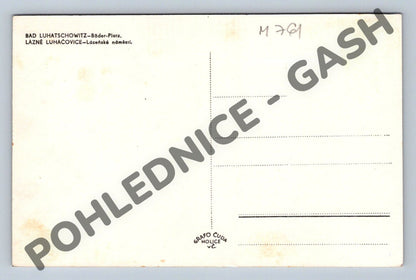 BAD LUHATSCHOWITZ—Bäder-Platz.
LÁZNĚ LUHAČOVICE—Lázeňské náměstí.
M 761
POHLEDNICE - GASH
GRAFO ČUDA
HOLICE
v Č.